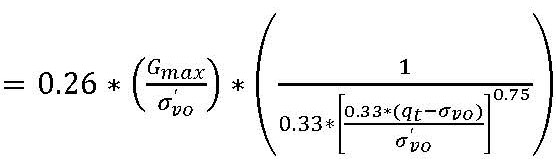 = 0.26 * (G_max / σ'_vo) * (1 / (0.33*[0.33*(q_t−σ_vo) / σ'_vo]^0.75))